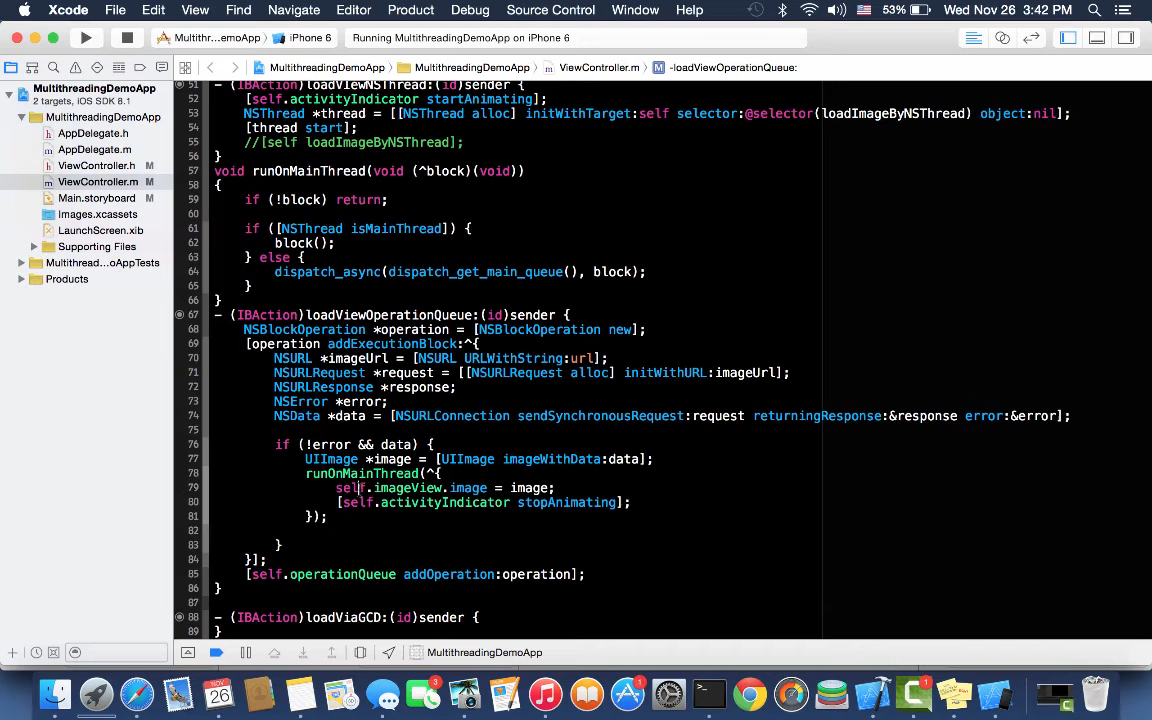 Xcode File Edit View Find Navigate Editor Product Debug Source Control Window Help 53% Wed Nov 26 3:42 PM
Multithr...emoApp iPhone 6 Running MultithreadingDemoApp on iPhone 6
MultithreadingDemoApp MultithreadingDemoApp ViewController.m M -loadViewOperationQueue:
MultithreadingDemoApp
2 targets, iOS SDK 8.1
MultithreadingDemoApp
AppDelegate.h
AppDelegate.m
ViewController.h M
ViewController.m M
Main.storyboard M
Images.xcassets
LaunchScreen.xib
Supporting Files
Multithread...oAppTests
Products
51 - (IBAction)loadViewNSThread:(id)sender {
52 [self.activityIndicator startAnimating];
53 NSThread *thread = [[NSThread alloc] initWithTarget:self selector:@selector(loadImageByNSThread) object:nil];
54 [thread start];
55 //[self loadImageByNSThread];
56 }
57 void runOnMainThread(void (^block)(void))
58 {
59 if (!block) return;
60
61 if ([NSThread isMainThread]) {
62 block();
63 } else {
64 dispatch_async(dispatch_get_main_queue(), block);
65 }
66 }
67 - (IBAction)loadViewOperationQueue:(id)sender {
68 NSBlockOperation *operation = [NSBlockOperation new];
69 [operation addExecutionBlock:^{
70 NSURL *imageUrl = [NSURL URLWithString:url];
71 NSURLRequest *request = [[NSURLRequest alloc] initWithURL:imageUrl];
72 NSURLResponse *response;
73 NSError *error;
74 NSData *data = [NSURLConnection sendSynchronousRequest:request returningResponse:&response error:&error];
75
76 if (!error && data) {
77 UIImage *image = [UIImage imageWithData:data];
78 runOnMainThread(^{
79 self.imageView.image = image;
80 [self.activityIndicator stopAnimating];
81 });
82
83 }
84 }];
85 [self.operationQueue addOperation:operation];
86 }
87
88 - (IBAction)loadViaGCD:(id)sender {
89 }
MultithreadingDemoApp
3
1
1